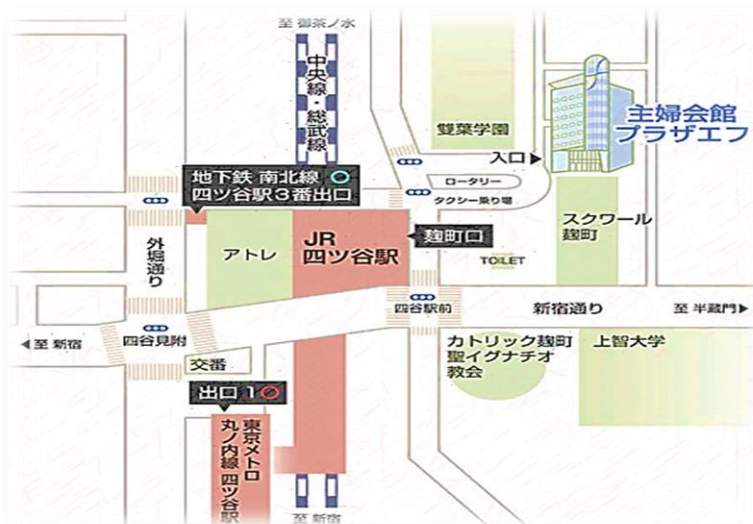 至 御茶ノ水
中央線・総武線
雙葉学園
主婦会館
プラザエフ
入口
地下鉄 南北線
四ツ谷駅3番出口
ロータリー
タクシー乗り場
スクワール
麹町
外堀通り
アトレ
JR
四ツ谷駅
麹町口
TOILET
四谷駅前
新宿通り
至 半蔵門
至 新宿
四谷見附
交番
カトリック麹町
聖イグナチオ
教会
上智大学
出口 1
東京メトロ
丸ノ内線 四ツ谷駅
至 新宿